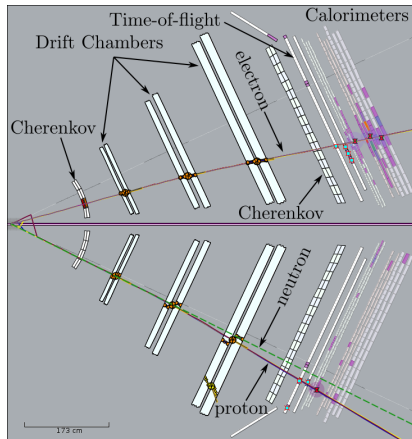 Time-of-flight
Calorimeters
Drift Chambers
electron
Cherenkov
Cherenkov
neutron
proton
173 cm